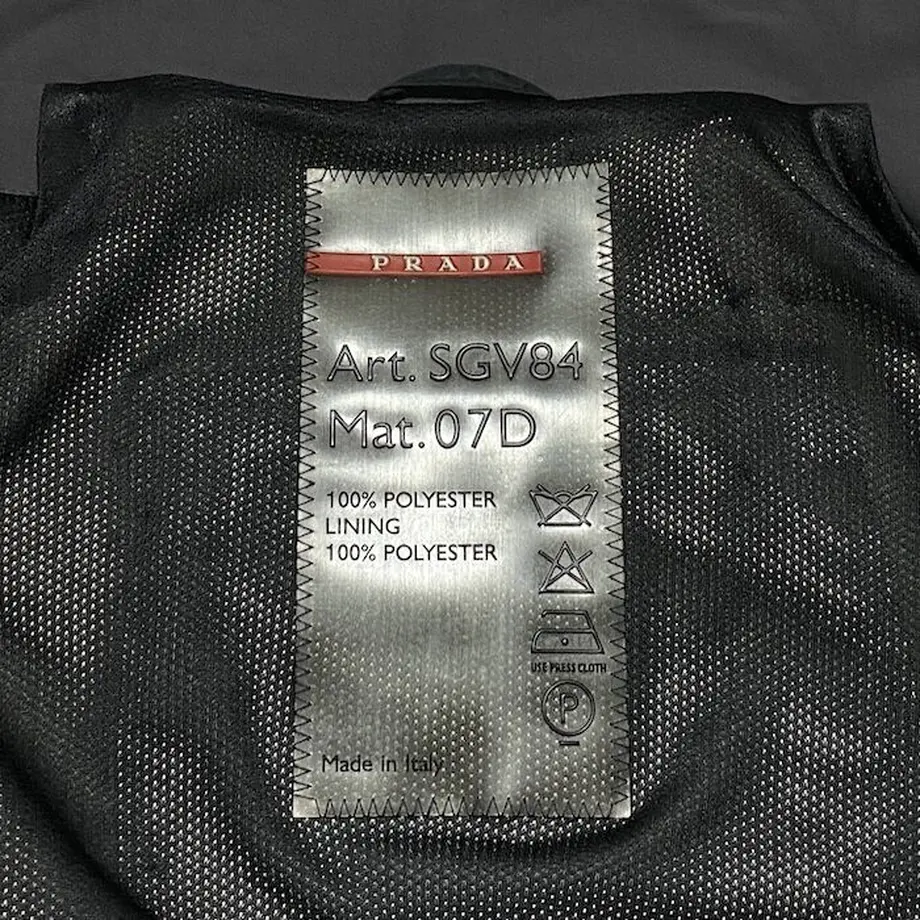 PRADA
Art. SGV84
Mat. 07D
100% POLYESTER
LINING
100% POLYESTER
USE PRESS CLOTH
P
Made in Italy